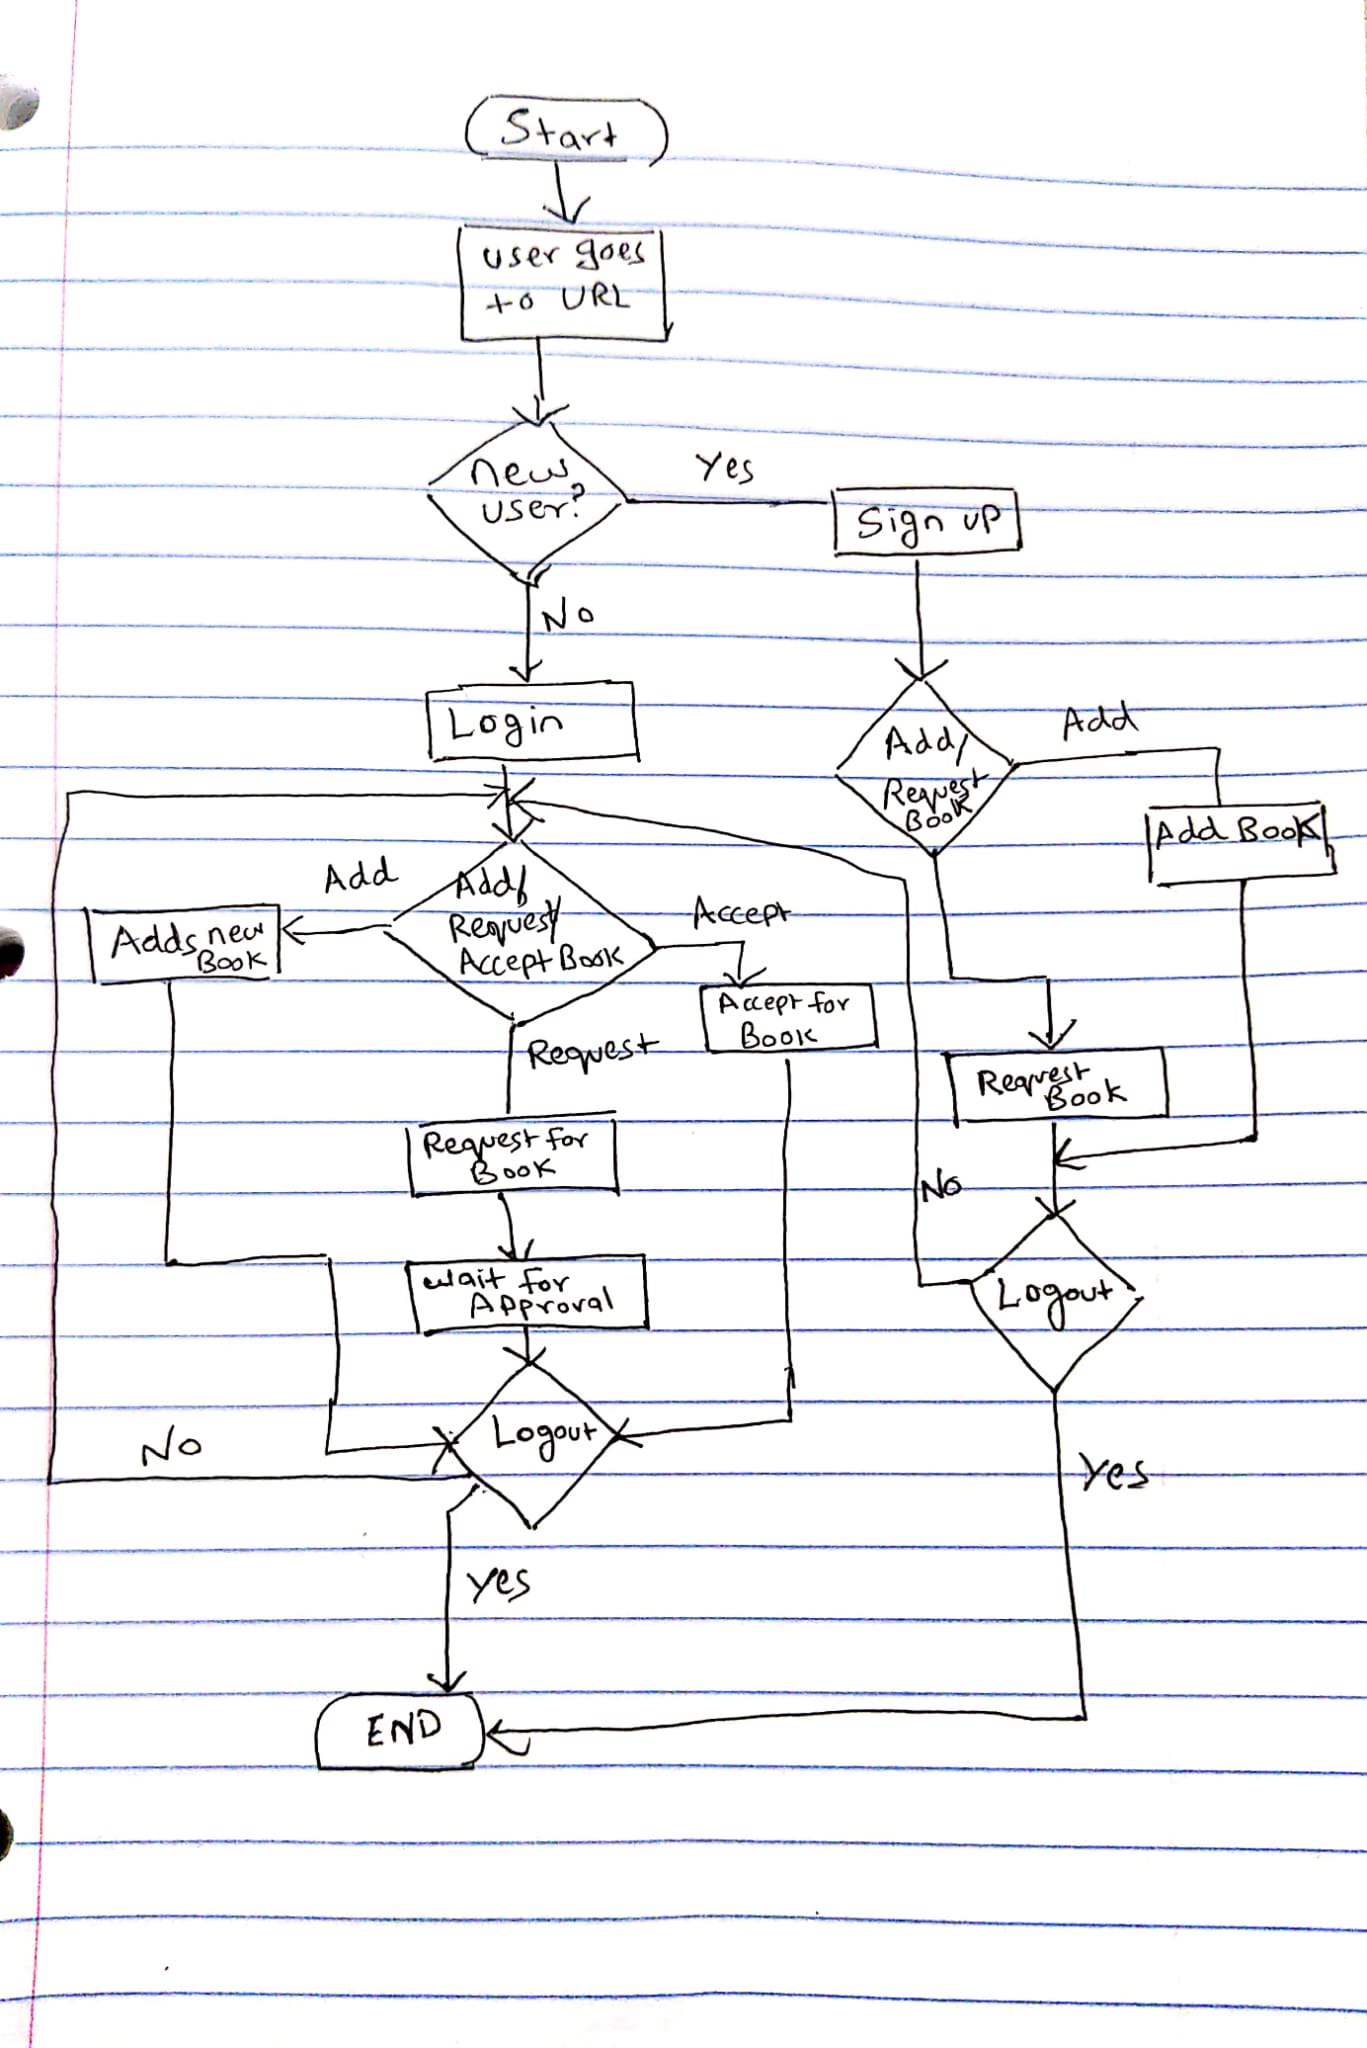 Start
user goes
to URL
new
user?
Yes
Sign up
No
Login
Add/
Request
Book
Add
Add Book
Add
Add/
Request/
Accept Book
Accept
Adds new
Book
Accept for
Book
Request
Request
Book
Request for
Book
No
wait for
Approval
Logout
Logout
No
Yes
yes
END